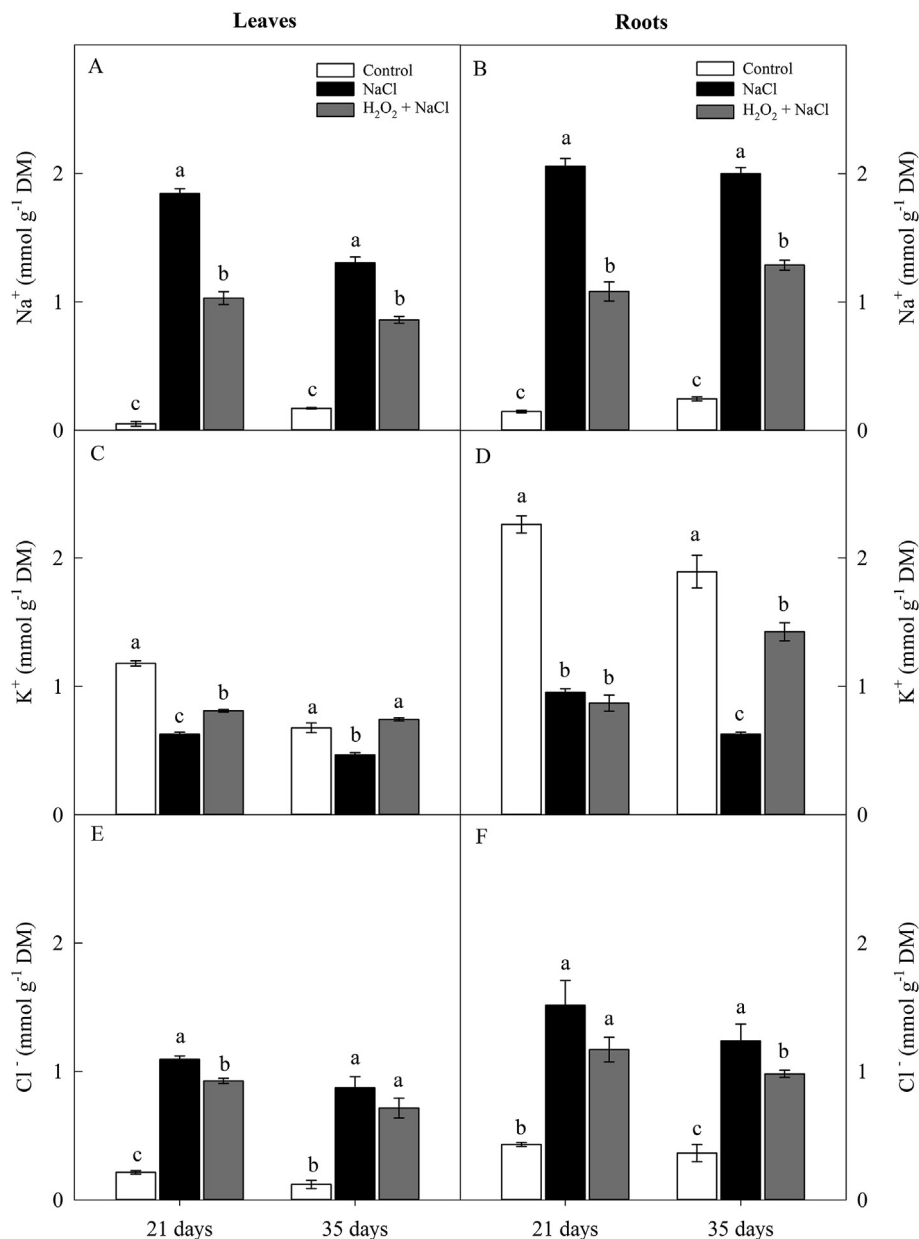 Leaves
Roots
A
Control
NaCl
H₂O₂ + NaCl
B
Control
NaCl
H₂O₂ + NaCl
Na⁺ (mmol g⁻¹ DM)
2
1
0
a
b
c
a
b
c
a
b
c
a
b
c
2
1
0
Na⁺ (mmol g⁻¹ DM)
C
D
K⁺ (mmol g⁻¹ DM)
2
1
0
a
c
b
a
b
a
a
b
b
a
c
b
2
1
0
K⁺ (mmol g⁻¹ DM)
E
F
Cl⁻ (mmol g⁻¹ DM)
2
1
0
c
a
b
b
a
a
b
a
a
c
a
b
2
1
0
Cl⁻ (mmol g⁻¹ DM)
21 days
35 days
21 days
35 days